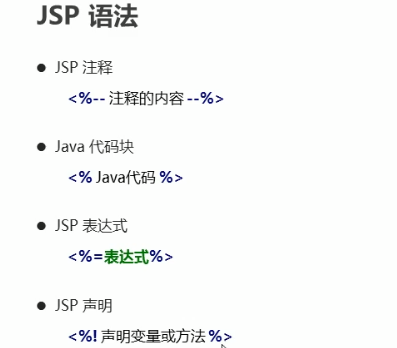 JSP 语法
● JSP 注释
<%-- 注释的内容 --%>
● Java 代码块
<% Java代码 %>
● JSP 表达式
<%=表达式%>
● JSP 声明
<%! 声明变量或方法 %>